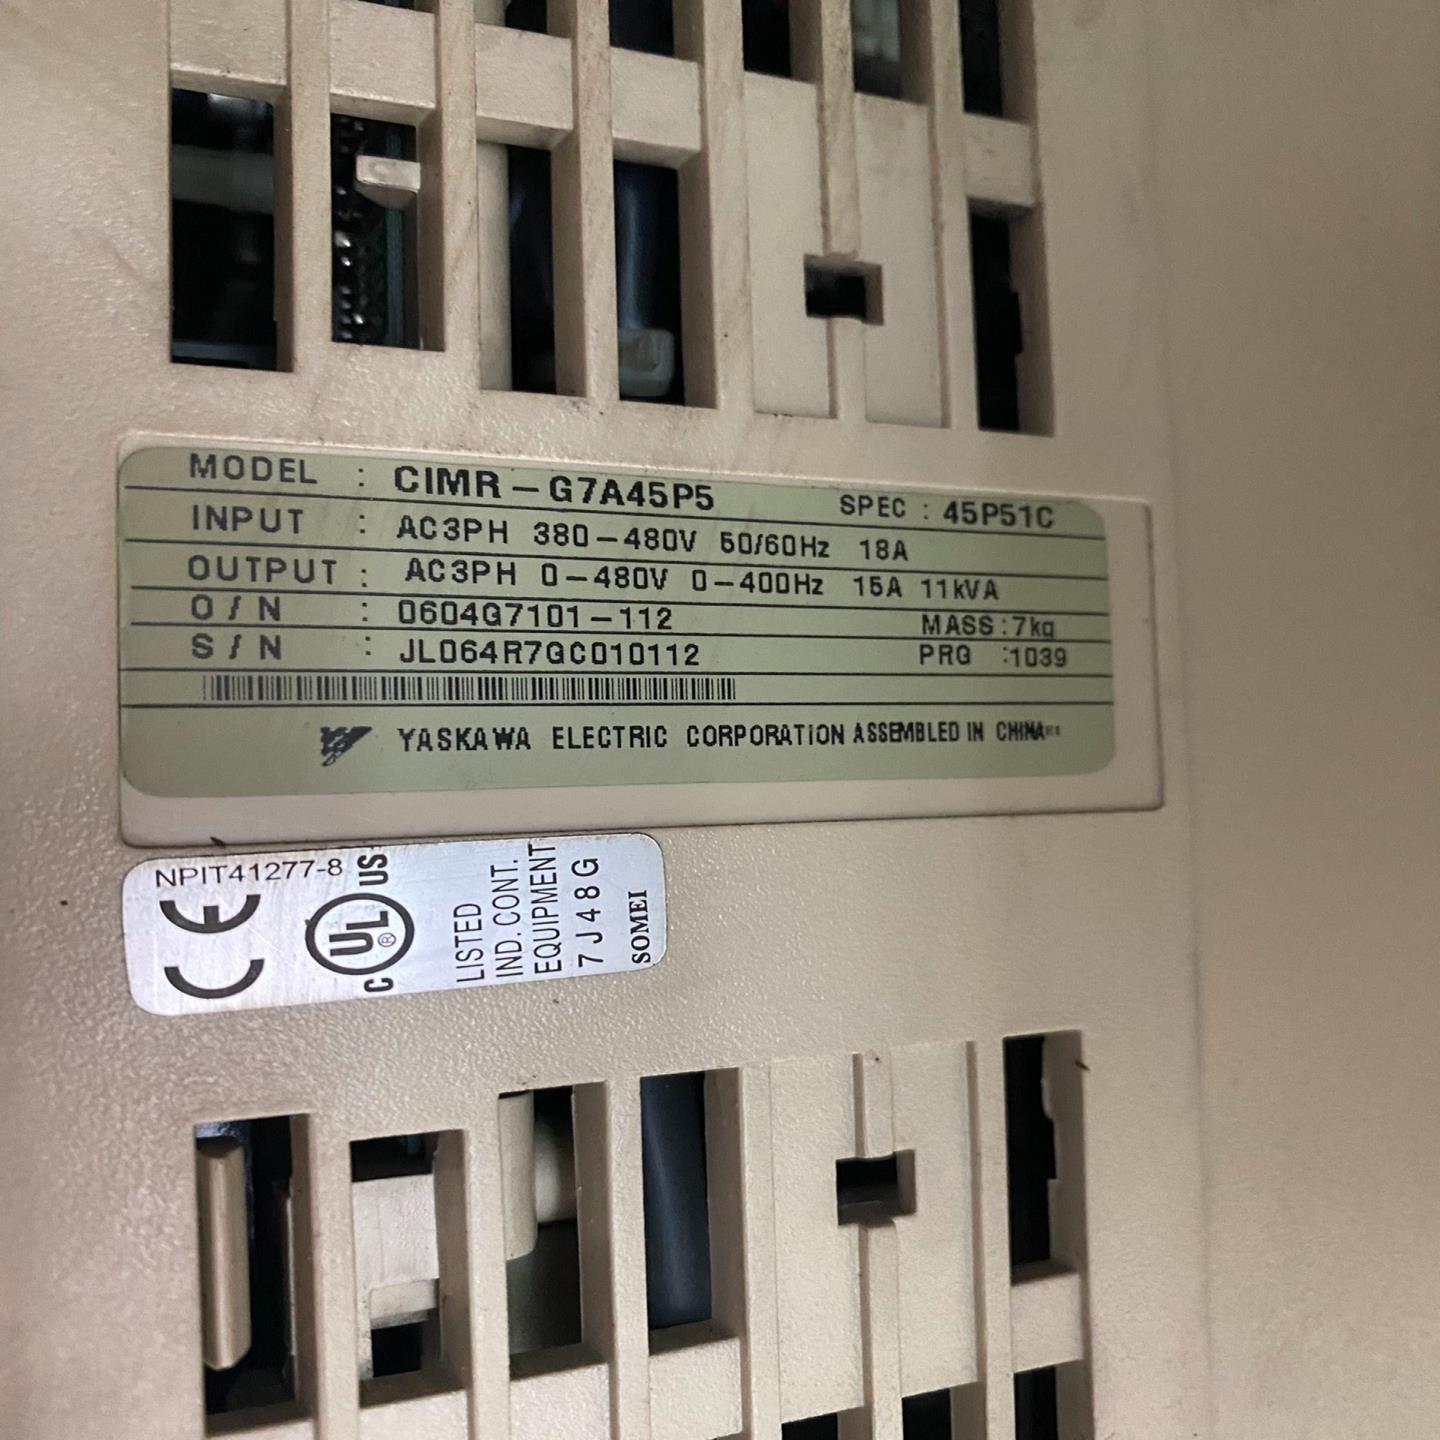 MODEL : CIMR-G7A45P5 SPEC : 45P51C
INPUT : AC3PH 380-480V 50/60Hz 18A
OUTPUT : AC3PH 0-480V 0-400Hz 15A 11kVA
O/N : 0604G7101-112 MASS : 7kg
S/N : JL064R7GC010112 PRG : 1039
YASKAWA ELECTRIC CORPORATION ASSEMBLED IN CHINA
NPIT41277-8
CE
C UL® US
LISTED
IND. CONT.
EQUIPMENT
7J48G
SOMEI